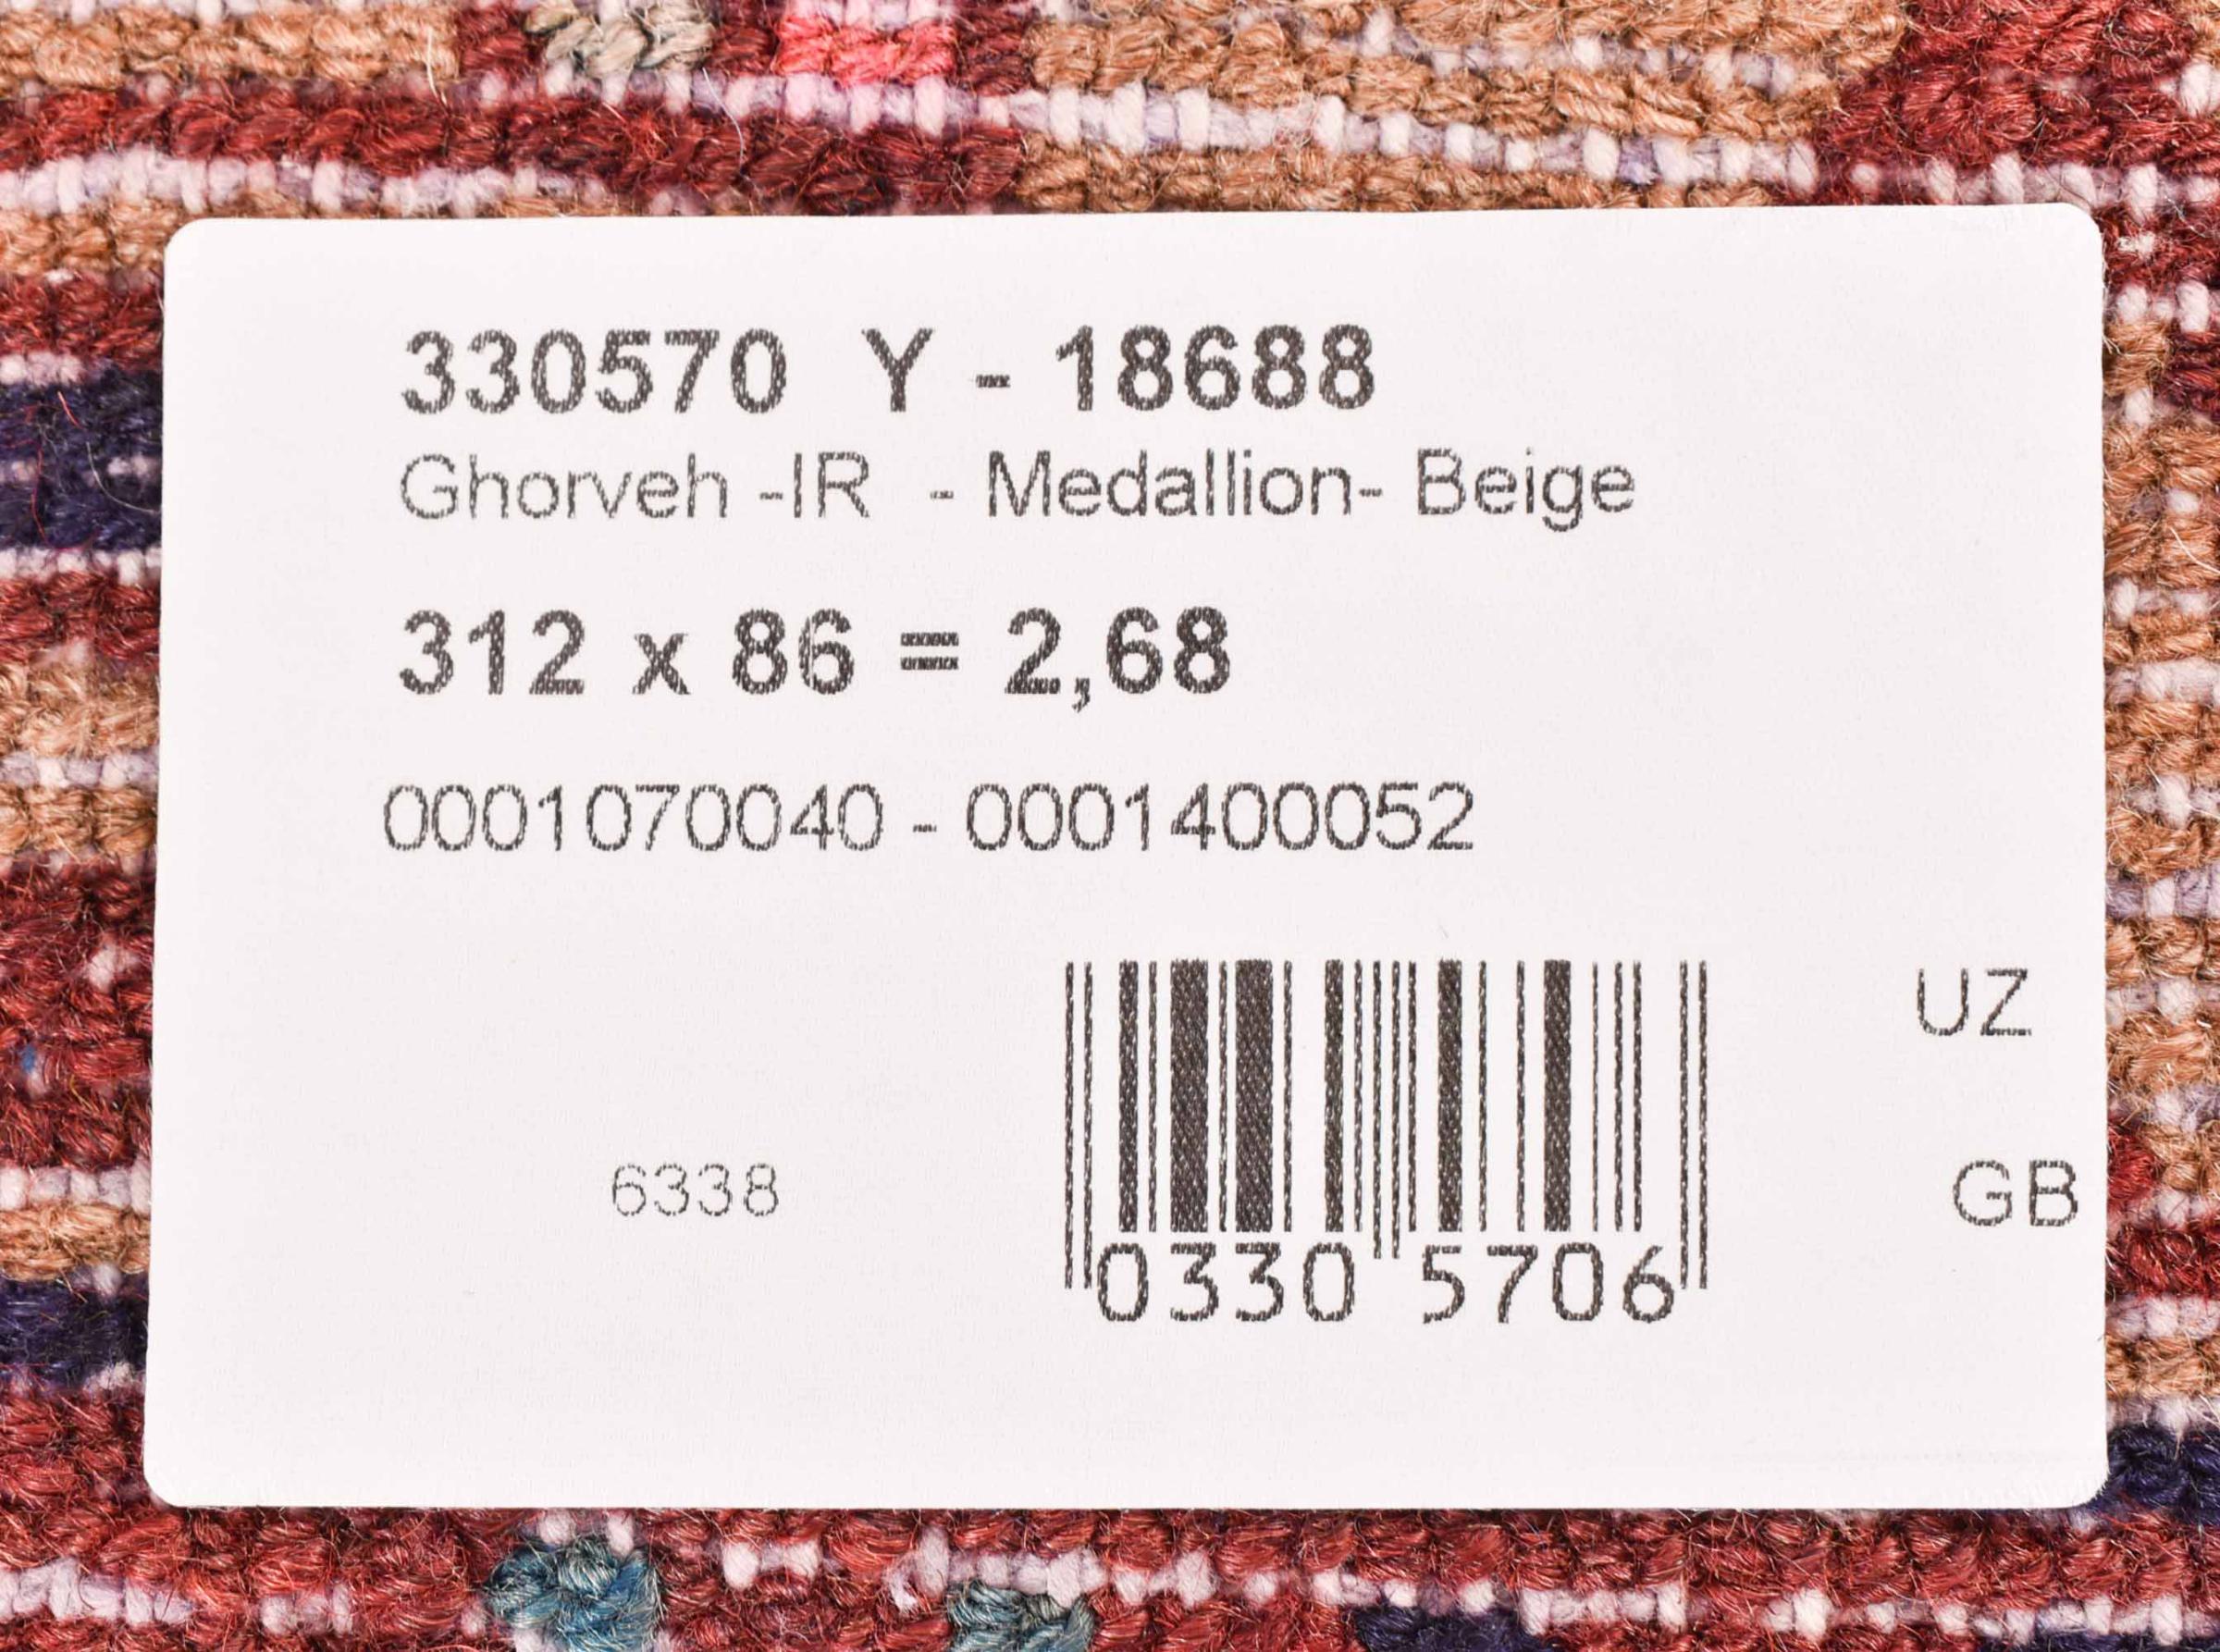 330570 Y - 18688
Ghorveh -IR - Medallion- Beige
312 x 86 = 2,68
0001070040 - 0001400052
UZ
6338
GB
0330 5706